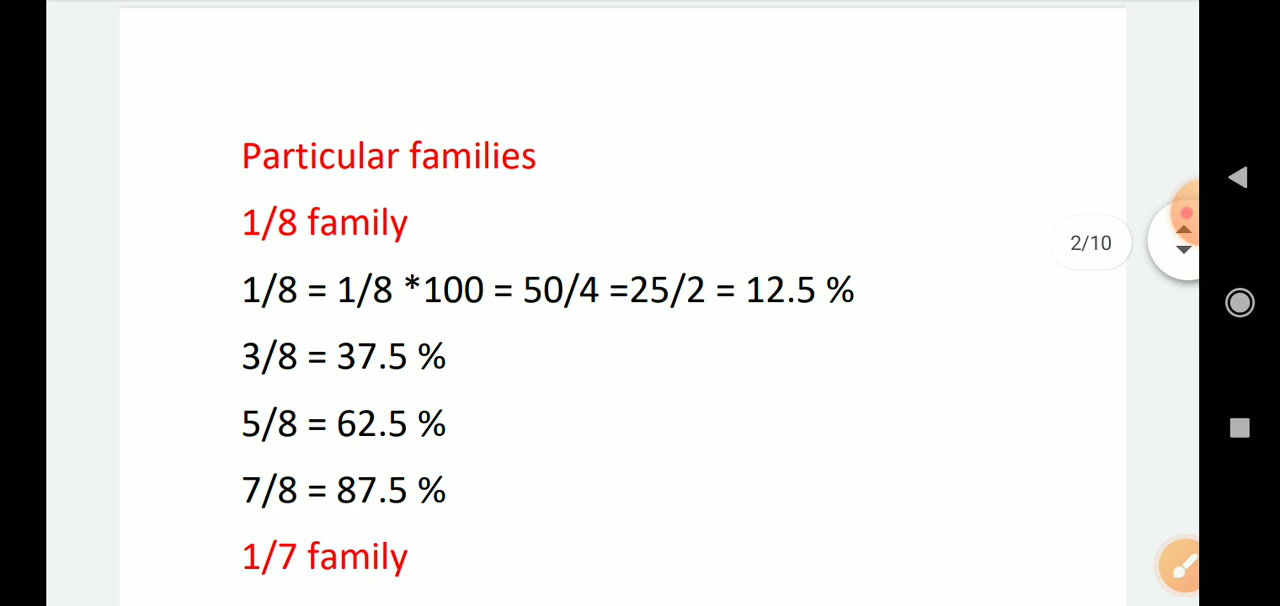 Particular families
1/8 family
1/8 = 1/8 *100 = 50/4 =25/2 = 12.5 %
2/10
3/8 = 37.5 %
5/8 = 62.5 %
7/8 = 87.5 %
1/7 family